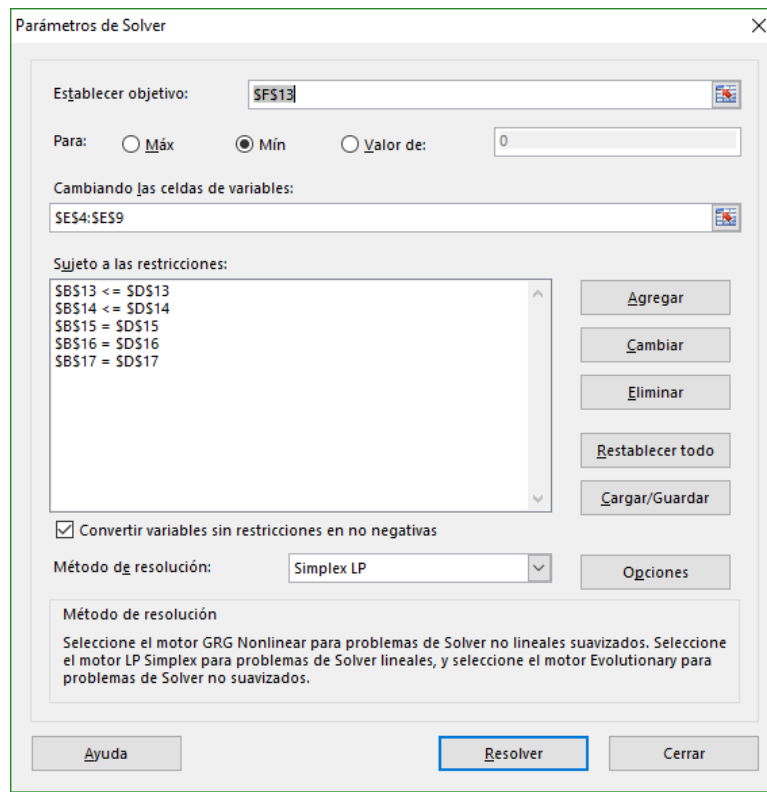 Parámetros de Solver
Establecer objetivo: $F$13
Para: Máx Mín Valor de: 0
Cambiando las celdas de variables:
$E$4:$E$9
Sujeto a las restricciones:
$B$13 <= $D$13
$B$14 <= $D$14
$B$15 = $D$15
$B$16 = $D$16
$B$17 = $D$17
Agregar
Cambiar
Eliminar
Restablecer todo
Cargar/Guardar
Convertir variables sin restricciones en no negativas
Método de resolución: Simplex LP Opciones
Método de resolución
Seleccione el motor GRG Nonlinear para problemas de Solver no lineales suavizados. Seleccione
el motor LP Simplex para problemas de Solver lineales, y seleccione el motor Evolutionary para
problemas de Solver no suavizados.
Ayuda Resolver Cerrar